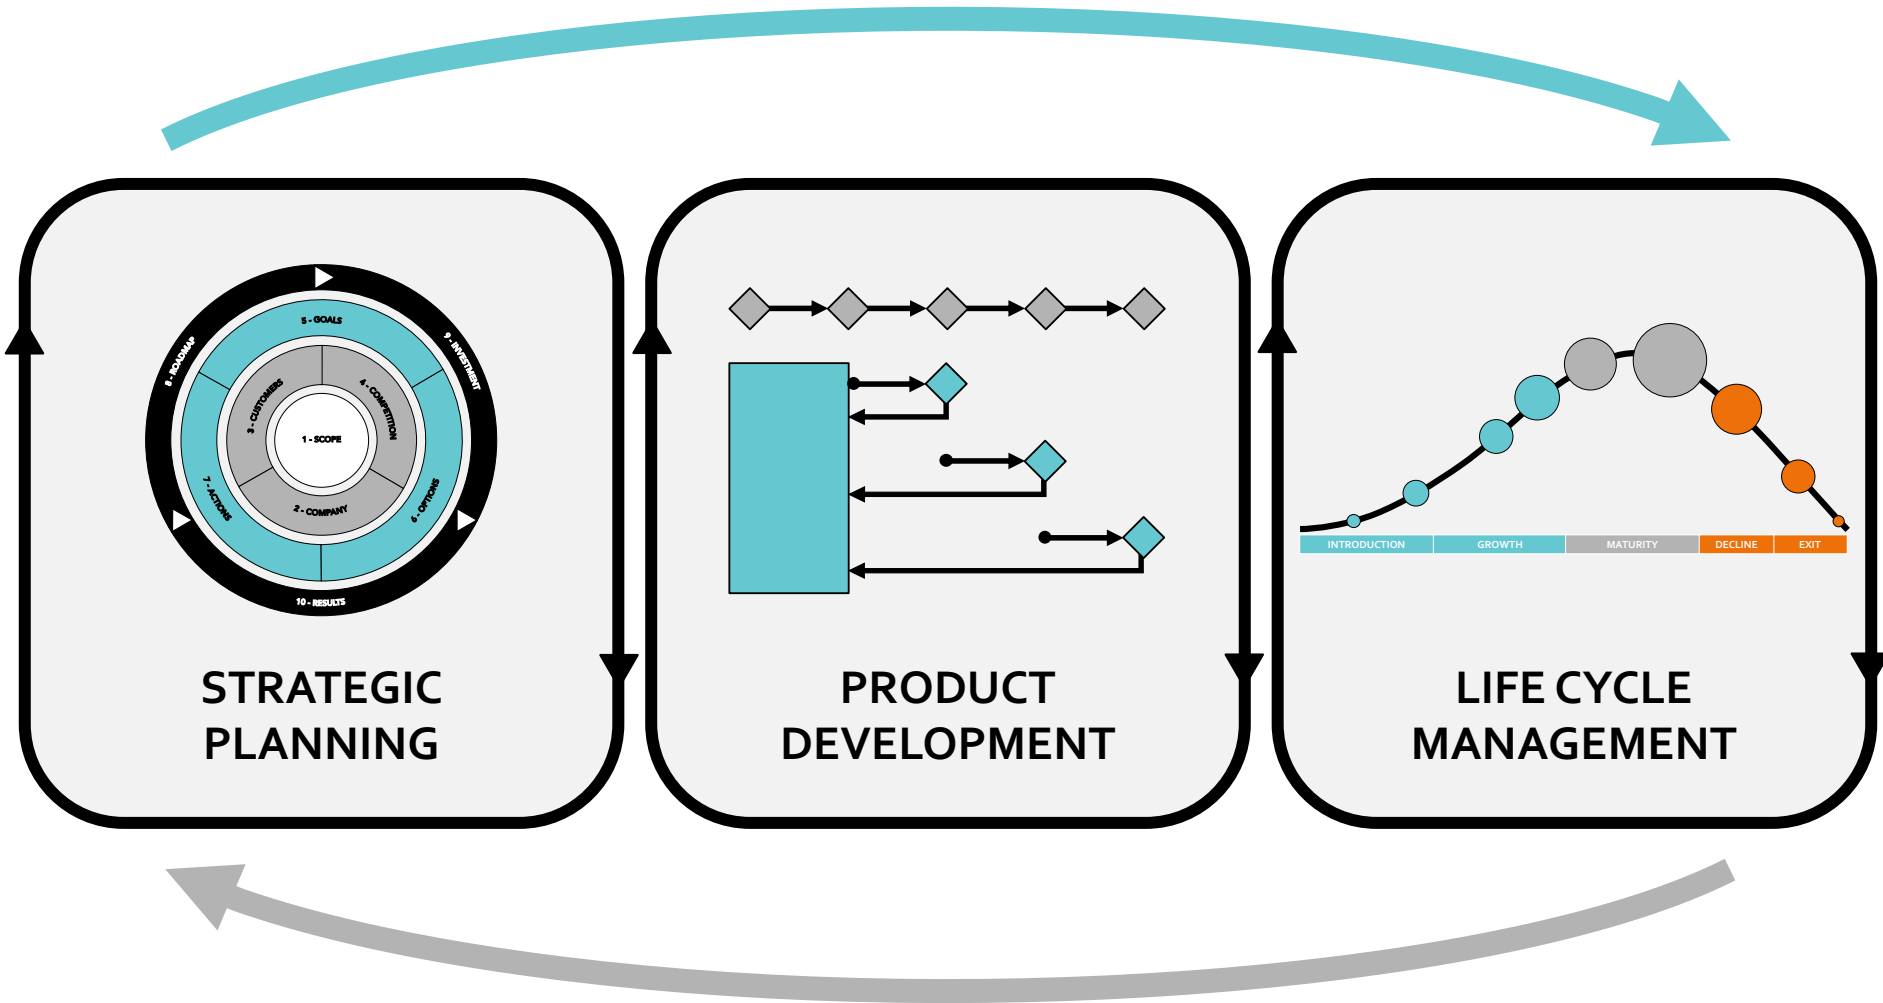 5 - GOALS
8 - ROADMAP
9 - INVESTMENT
3 - CUSTOMERS
4 - COMPETITION
1 - SCOPE
7 - ACTIONS
2 - COMPANY
6 - OPTIONS
10 - RESULTS
STRATEGIC
PLANNING
PRODUCT
DEVELOPMENT
INTRODUCTION GROWTH MATURITY DECLINE EXIT
LIFE CYCLE
MANAGEMENT